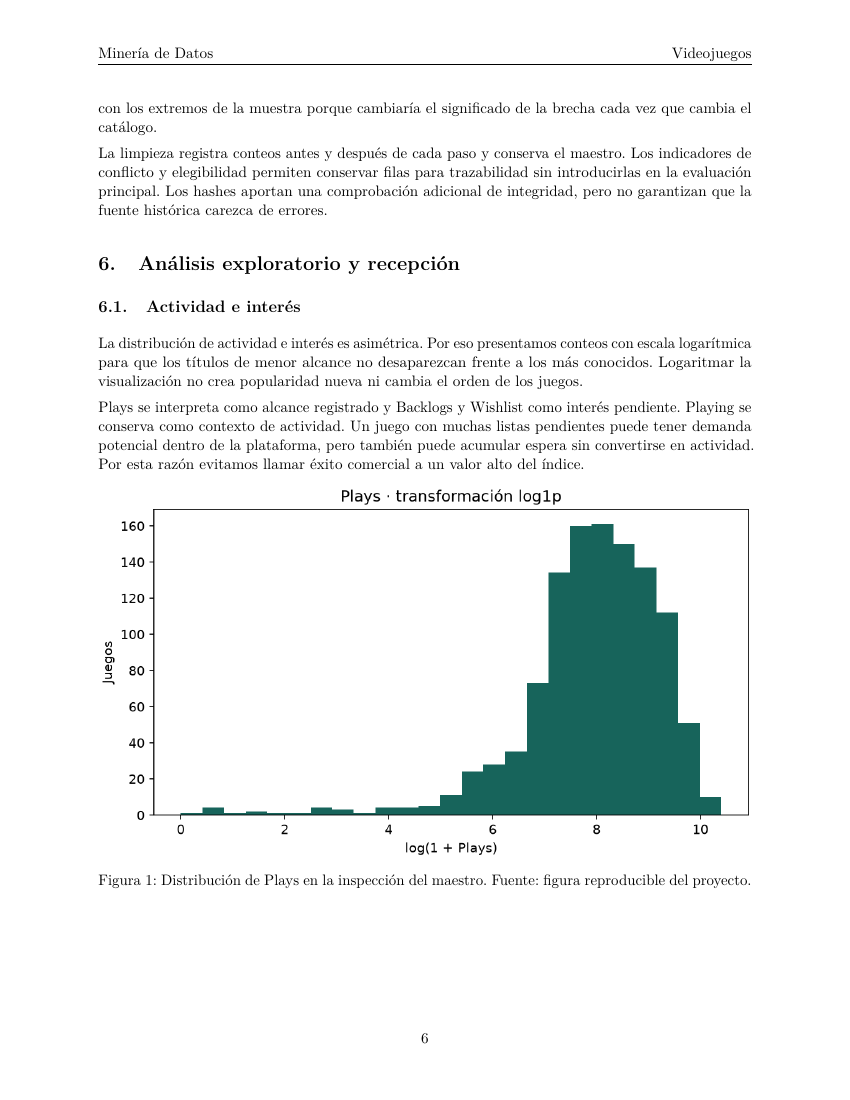 Minería de Datos Videojuegos
con los extremos de la muestra porque cambiaría el significado de la brecha cada vez que cambia el
catálogo.
La limpieza registra conteos antes y después de cada paso y conserva el maestro. Los indicadores de
conflicto y elegibilidad permiten conservar filas para trazabilidad sin introducirlas en la evaluación
principal. Los hashes aportan una comprobación adicional de integridad, pero no garantizan que la
fuente histórica carezca de errores.
6. Análisis exploratorio y recepción
6.1. Actividad e interés
La distribución de actividad e interés es asimétrica. Por eso presentamos conteos con escala logarítmica
para que los títulos de menor alcance no desaparezcan frente a los más conocidos. Logaritmar la
visualización no crea popularidad nueva ni cambia el orden de los juegos.
Plays se interpreta como alcance registrado y Backlogs y Wishlist como interés pendiente. Playing se
conserva como contexto de actividad. Un juego con muchas listas pendientes puede tener demanda
potencial dentro de la plataforma, pero también puede acumular espera sin convertirse en actividad.
Por esta razón evitamos llamar éxito comercial a un valor alto del índice.
Plays · transformación log1p
160
140
120
100
80
60
40
20
0
Juegos
0 2 4 6 8 10
log(1 + Plays)
Figura 1: Distribución de Plays en la inspección del maestro. Fuente: figura reproducible del proyecto.
6